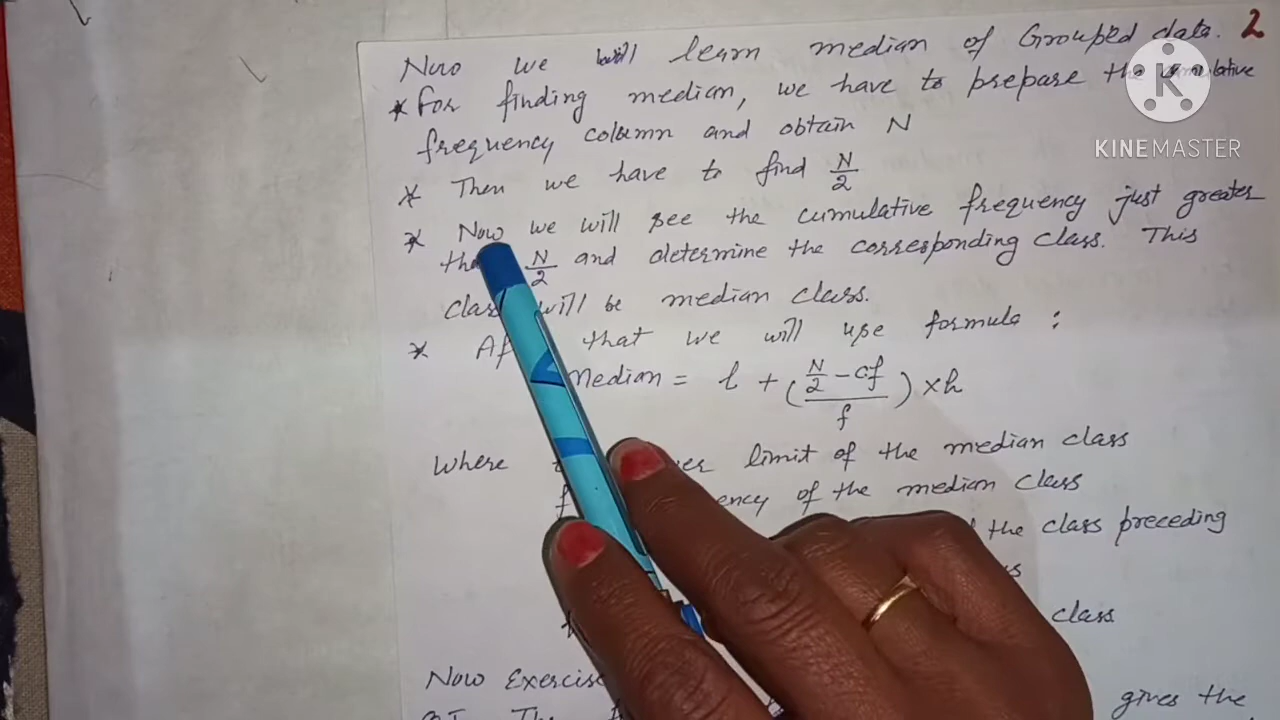 Now we will learn median of Grouped data. 2
* For finding median, we have to prepare the cumulative
frequency column and obtain N
* Then we have to find N/2
* Now we will see the cumulative frequency just greater
N/2 and determine the corresponding class. This
will be median class.
* that we will use formula :
Median = l + ((N/2 - cf)/f) × h
Where limit of the median class
f of the median class
the class preceding
class
Now Exercise
gives the
KINEMASTER